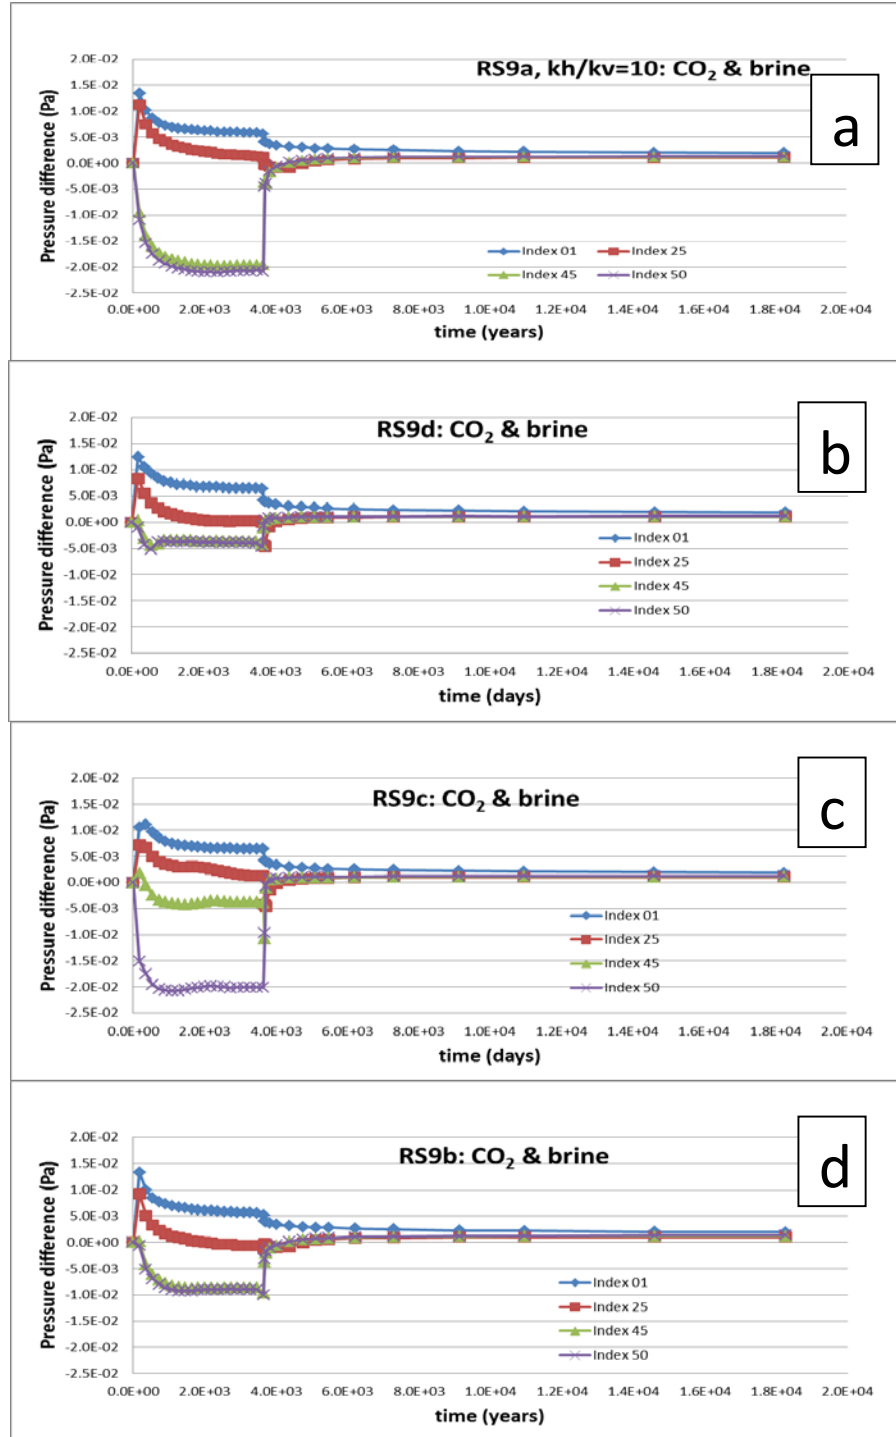 RS9a, kh/kv=10: CO₂ & brine
a
Pressure difference (Pa)
2.0E-02
1.5E-02
1.0E-02
5.0E-03
0.0E+00
-5.0E-03
-1.0E-02
-1.5E-02
-2.0E-02
-2.5E-02
Index 01
Index 25
Index 45
Index 50
0.0E+00 2.0E+03 4.0E+03 6.0E+03 8.0E+03 1.0E+04 1.2E+04 1.4E+04 1.6E+04 1.8E+04 2.0E+04
time (years)
RS9d: CO₂ & brine
b
Pressure difference (Pa)
2.0E-02
1.5E-02
1.0E-02
5.0E-03
0.0E+00
-5.0E-03
-1.0E-02
-1.5E-02
-2.0E-02
-2.5E-02
Index 01
Index 25
Index 45
Index 50
0.0E+00 2.0E+03 4.0E+03 6.0E+03 8.0E+03 1.0E+04 1.2E+04 1.4E+04 1.6E+04 1.8E+04 2.0E+04
time (days)
RS9c: CO₂ & brine
c
Pressure difference (Pa)
2.0E-02
1.5E-02
1.0E-02
5.0E-03
0.0E+00
-5.0E-03
-1.0E-02
-1.5E-02
-2.0E-02
-2.5E-02
Index 01
Index 25
Index 45
Index 50
0.0E+00 2.0E+03 4.0E+03 6.0E+03 8.0E+03 1.0E+04 1.2E+04 1.4E+04 1.6E+04 1.8E+04 2.0E+04
time (days)
RS9b: CO₂ & brine
d
Pressure difference (Pa)
2.0E-02
1.5E-02
1.0E-02
5.0E-03
0.0E+00
-5.0E-03
-1.0E-02
-1.5E-02
-2.0E-02
-2.5E-02
Index 01
Index 25
Index 45
Index 50
0.0E+00 2.0E+03 4.0E+03 6.0E+03 8.0E+03 1.0E+04 1.2E+04 1.4E+04 1.6E+04 1.8E+04 2.0E+04
time (years)